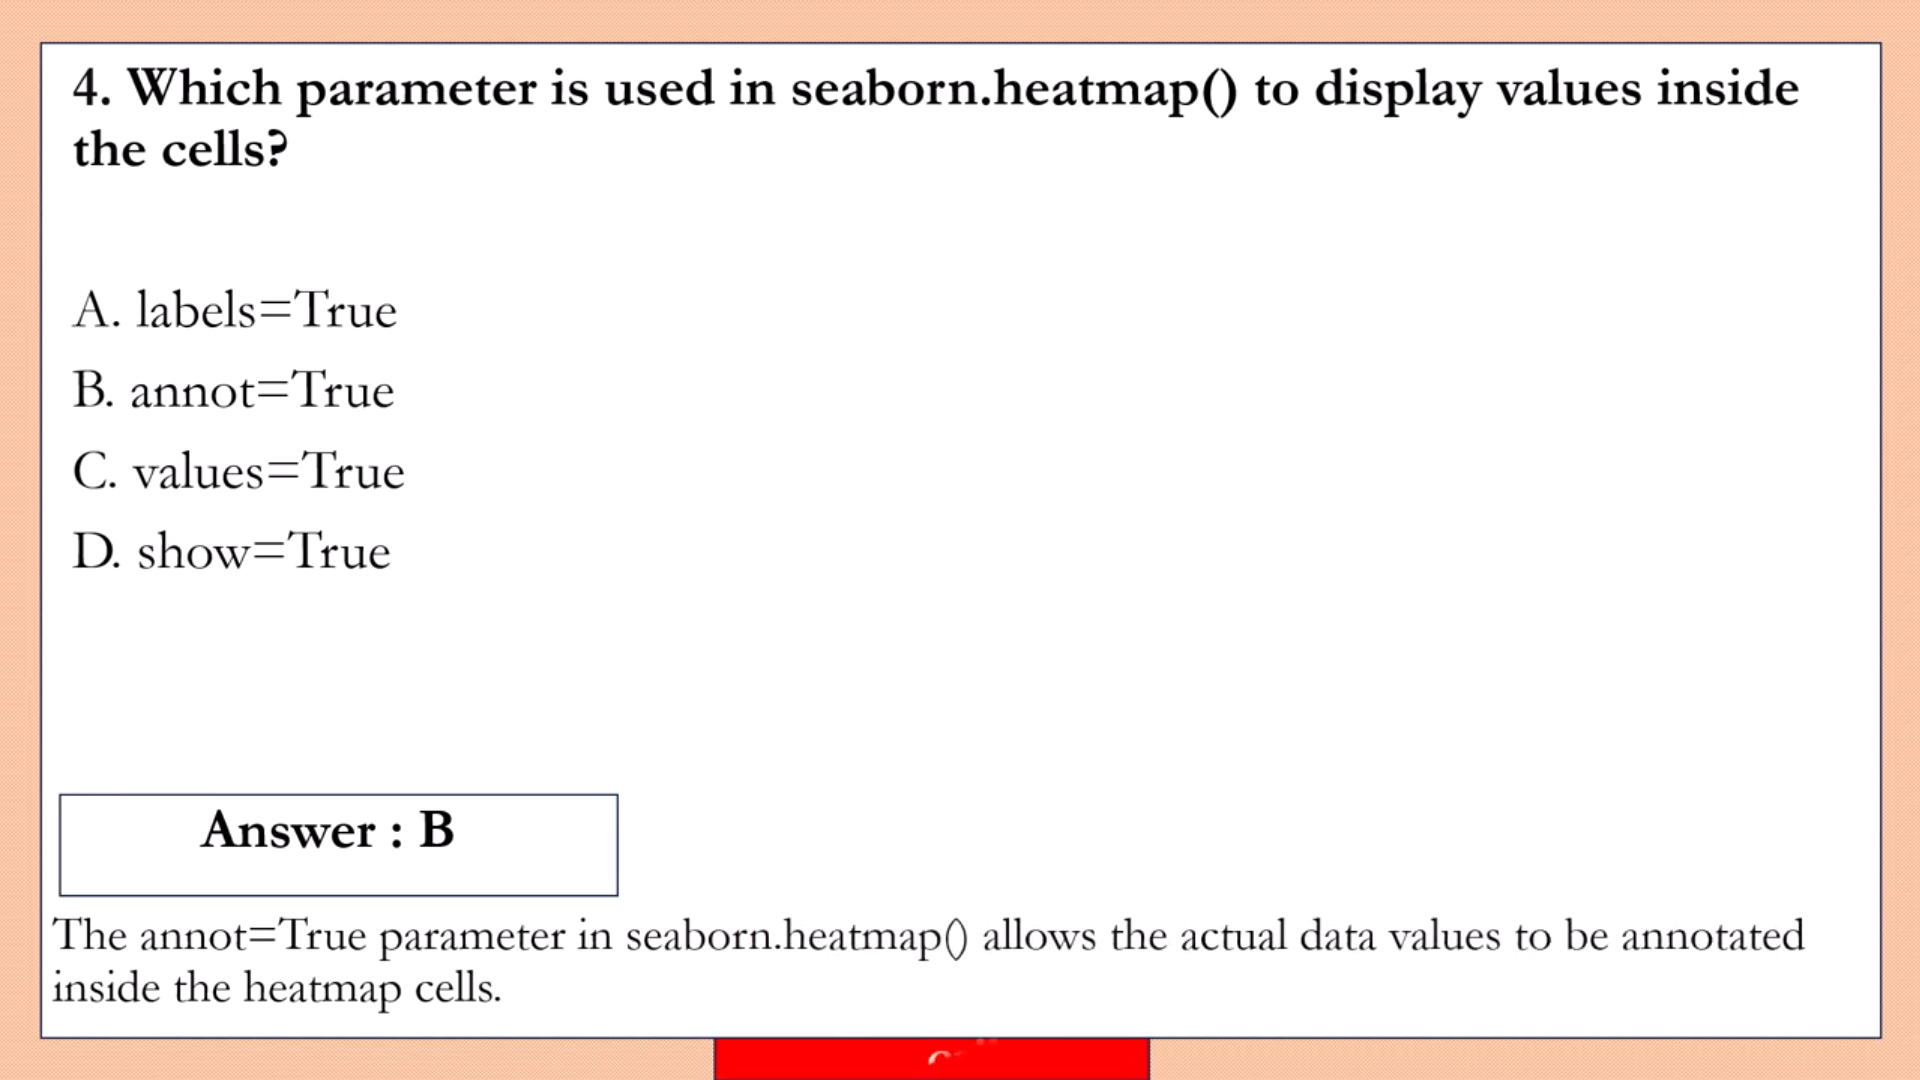 4. Which parameter is used in seaborn.heatmap() to display values inside
the cells?
A. labels=True
B. annot=True
C. values=True
D. show=True
Answer : B
The annot=True parameter in seaborn.heatmap() allows the actual data values to be annotated
inside the heatmap cells.